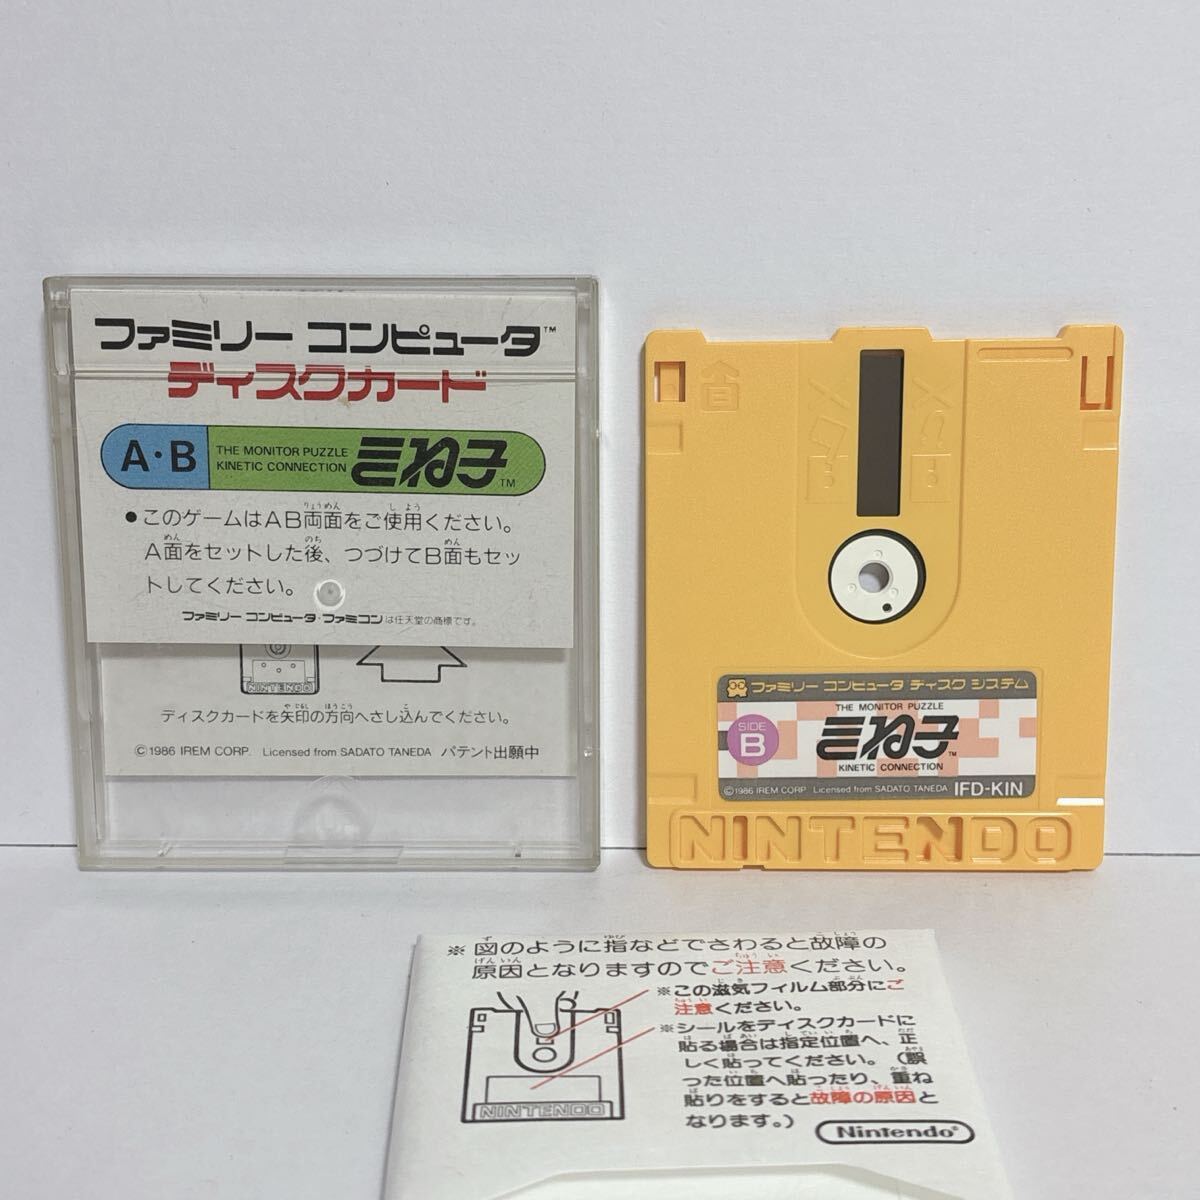 ファミリー コンピュータ™
ディスクカード
A・B
THE MONITOR PUZZLE
KINETIC CONNECTION
きね子™
●このゲームはAB両面をご使用ください。
A面をセットした後、つづけてB面もセッ
トしてください。
ファミリー コンピュータ・ファミコンは任天堂の商標です。
NINTENDO
ディスクカードを矢印の方向へさし込んでください。
©1986 IREM CORP. Licensed from SADATO TANEDA パテント出願中
ファミリー コンピュータ ディスク システム
THE MONITOR PUZZLE
SIDE
B
きね子™
KINETIC CONNECTION
©1986 IREM CORP. Licensed from SADATO TANEDA IFD-KIN
NINTENDO
※図のように指などでさわると故障の
原因となりますのでご注意ください。
※この滋気フィルム部分にご
注意ください。
※シールをディスクカードに
貼る場合は指定位置へ、正
しく貼ってください。(誤
った位置へ貼ったり、重ね
貼りをすると故障の原因と
なります。)
NINTENDO
Nintendo®